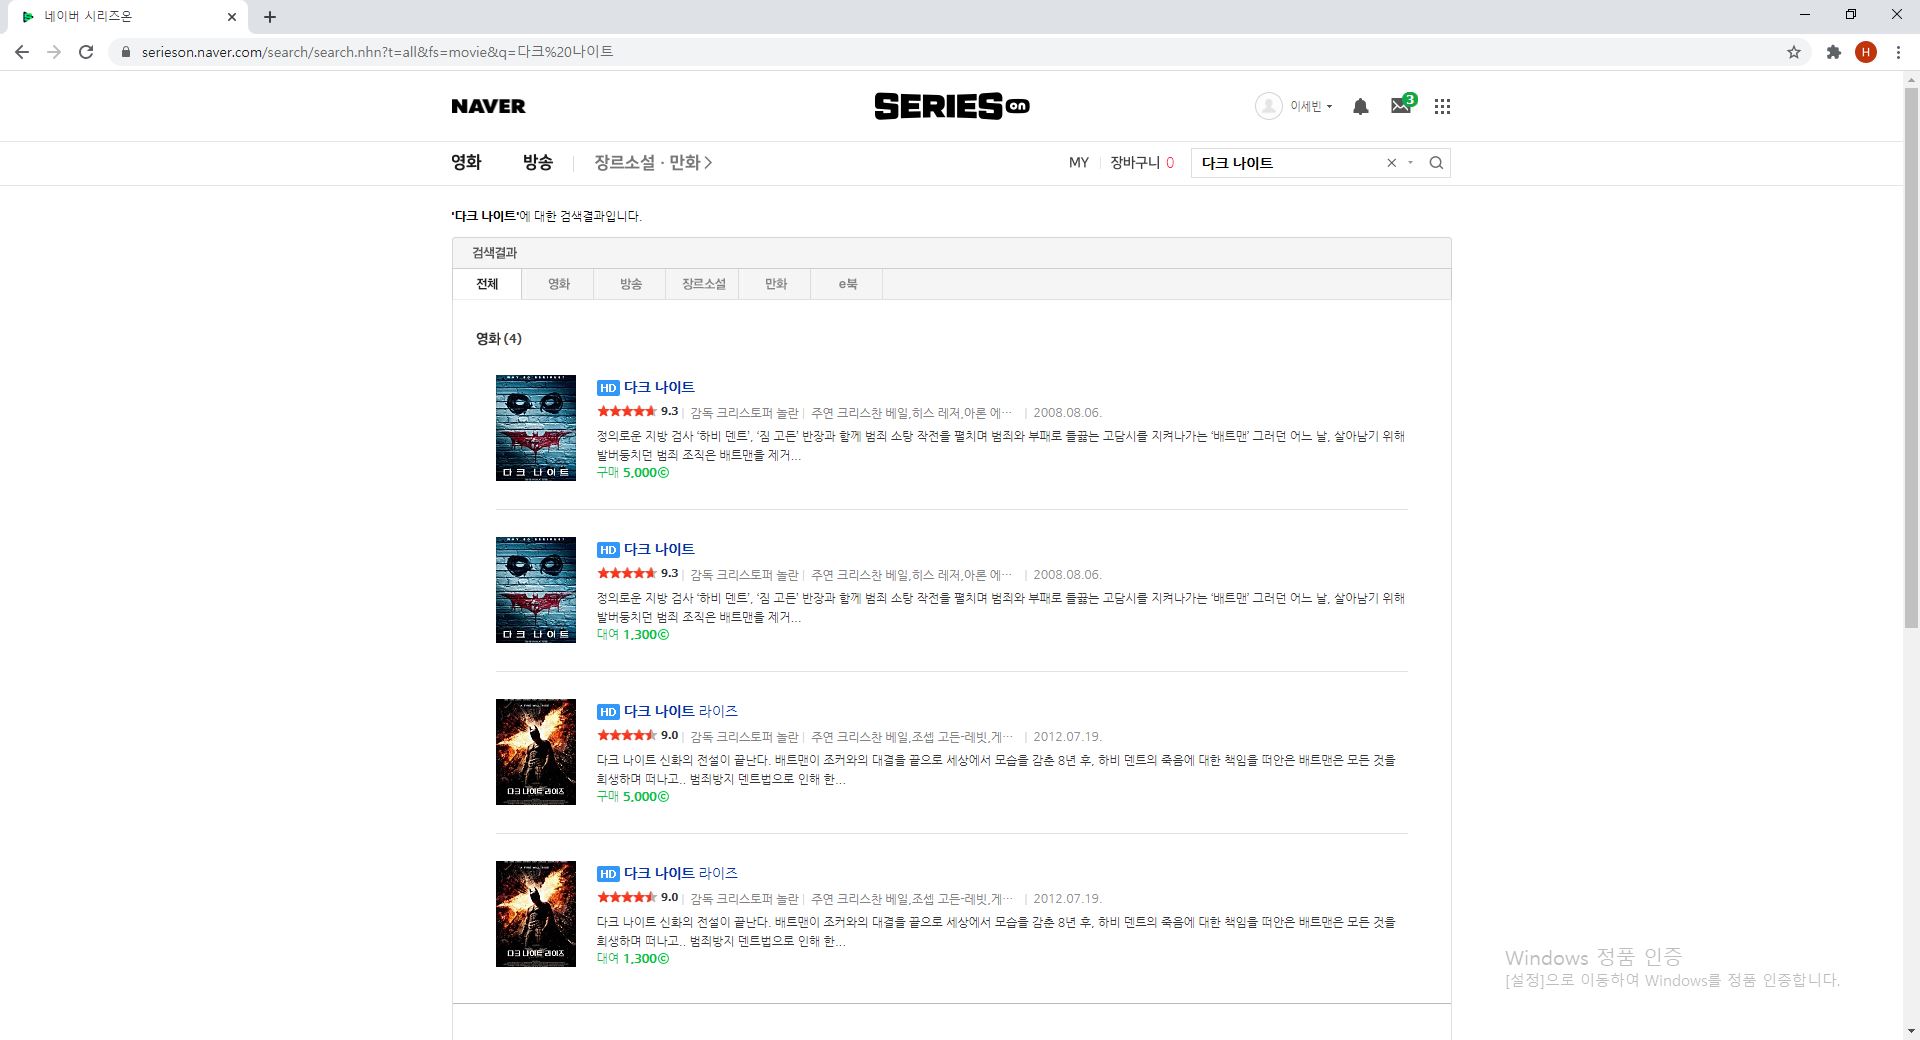 네이버 시리즈온
serieson.naver.com/search/search.nhn?t=all&fs=movie&q=다크%20나이트
H
NAVER
SERIES on
이세빈
3
영화
방송
장르소설 · 만화
MY
장바구니 0
다크 나이트
'다크 나이트'에 대한 검색결과입니다.
검색결과
전체
영화
방송
장르소설
만화
e북
영화 (4)
다크 나이트
HD 다크 나이트
9.3 | 감독 크리스토퍼 놀란 | 주연 크리스찬 베일,히스 레저,아론 에… | 2008.08.06.
정의로운 지방 검사 ‘하비 덴트’, ‘짐 고든’ 반장과 함께 범죄 소탕 작전을 펼치며 범죄와 부패로 들끓는 고담시를 지켜나가는 ‘배트맨’ 그러던 어느 날, 살아남기 위해
발버둥치던 범죄 조직은 배트맨을 제거...
구매 5,000ⓒ
다크 나이트
HD 다크 나이트
9.3 | 감독 크리스토퍼 놀란 | 주연 크리스찬 베일,히스 레저,아론 에… | 2008.08.06.
정의로운 지방 검사 ‘하비 덴트’, ‘짐 고든’ 반장과 함께 범죄 소탕 작전을 펼치며 범죄와 부패로 들끓는 고담시를 지켜나가는 ‘배트맨’ 그러던 어느 날, 살아남기 위해
발버둥치던 범죄 조직은 배트맨을 제거...
대여 1,300ⓒ
다크 나이트 라이즈
HD 다크 나이트 라이즈
9.0 | 감독 크리스토퍼 놀란 | 주연 크리스찬 베일,조셉 고든-레빗,게… | 2012.07.19.
다크 나이트 신화의 전설이 끝난다. 배트맨이 조커와의 대결을 끝으로 세상에서 모습을 감춘 8년 후, 하비 덴트의 죽음에 대한 책임을 떠안은 배트맨은 모든 것을
희생하며 떠나고.. 범죄방지 덴트법으로 인해 한...
구매 5,000ⓒ
다크 나이트 라이즈
HD 다크 나이트 라이즈
9.0 | 감독 크리스토퍼 놀란 | 주연 크리스찬 베일,조셉 고든-레빗,게… | 2012.07.19.
다크 나이트 신화의 전설이 끝난다. 배트맨이 조커와의 대결을 끝으로 세상에서 모습을 감춘 8년 후, 하비 덴트의 죽음에 대한 책임을 떠안은 배트맨은 모든 것을
희생하며 떠나고.. 범죄방지 덴트법으로 인해 한...
대여 1,300ⓒ
Windows 정품 인증
[설정]으로 이동하여 Windows를 정품 인증합니다.